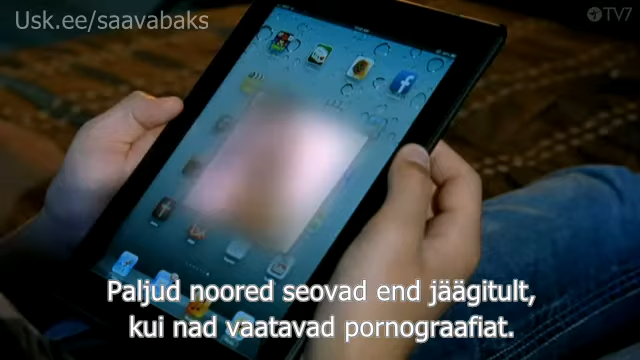 Usk.ee/saavabaks
TV7
Paljud noored seovad end jäägitult,
kui nad vaatavad pornograafiat.